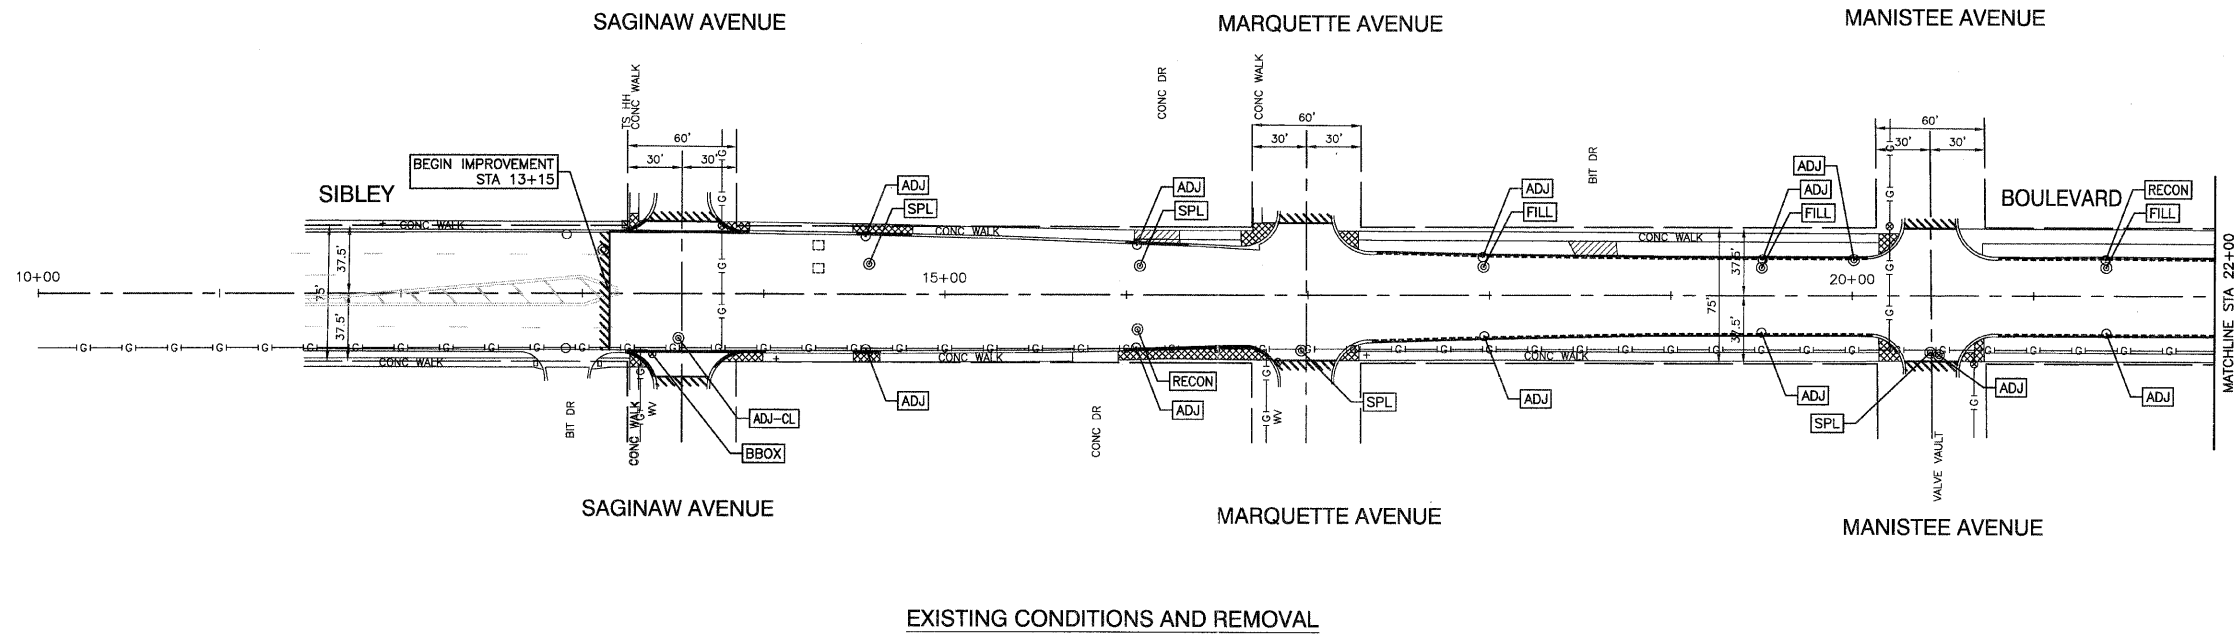 SAGINAW AVENUE
MARQUETTE AVENUE
MANISTEE AVENUE
TS HH
CONC WALK
CONC DR
CONC WALK
BIT DR
60'
30'
30'
60'
30'
30'
60'
30'
30'
BEGIN IMPROVEMENT
STA 13+15
SIBLEY
BOULEVARD
ADJ
SPL
ADJ
SPL
ADJ
FILL
ADJ
ADJ
FILL
RECON
FILL
CONC WALK
CONC WALK
CONC WALK
10+00
15+00
20+00
37.5'
75'
37.5'
37.5'
75'
37.5'
MATCHLINE STA 22+00
G G G G G G G G G G G G G G G G G G G G
CONC WALK
CONC WALK
CONC WALK
BIT DR
CONC WALK
WV
ADJ-CL
BBOX
ADJ
CONC DR
RECON
ADJ
WV
SPL
ADJ
ADJ
SPL
ADJ
ADJ
VALVE VAULT
SAGINAW AVENUE
MARQUETTE AVENUE
MANISTEE AVENUE
EXISTING CONDITIONS AND REMOVAL